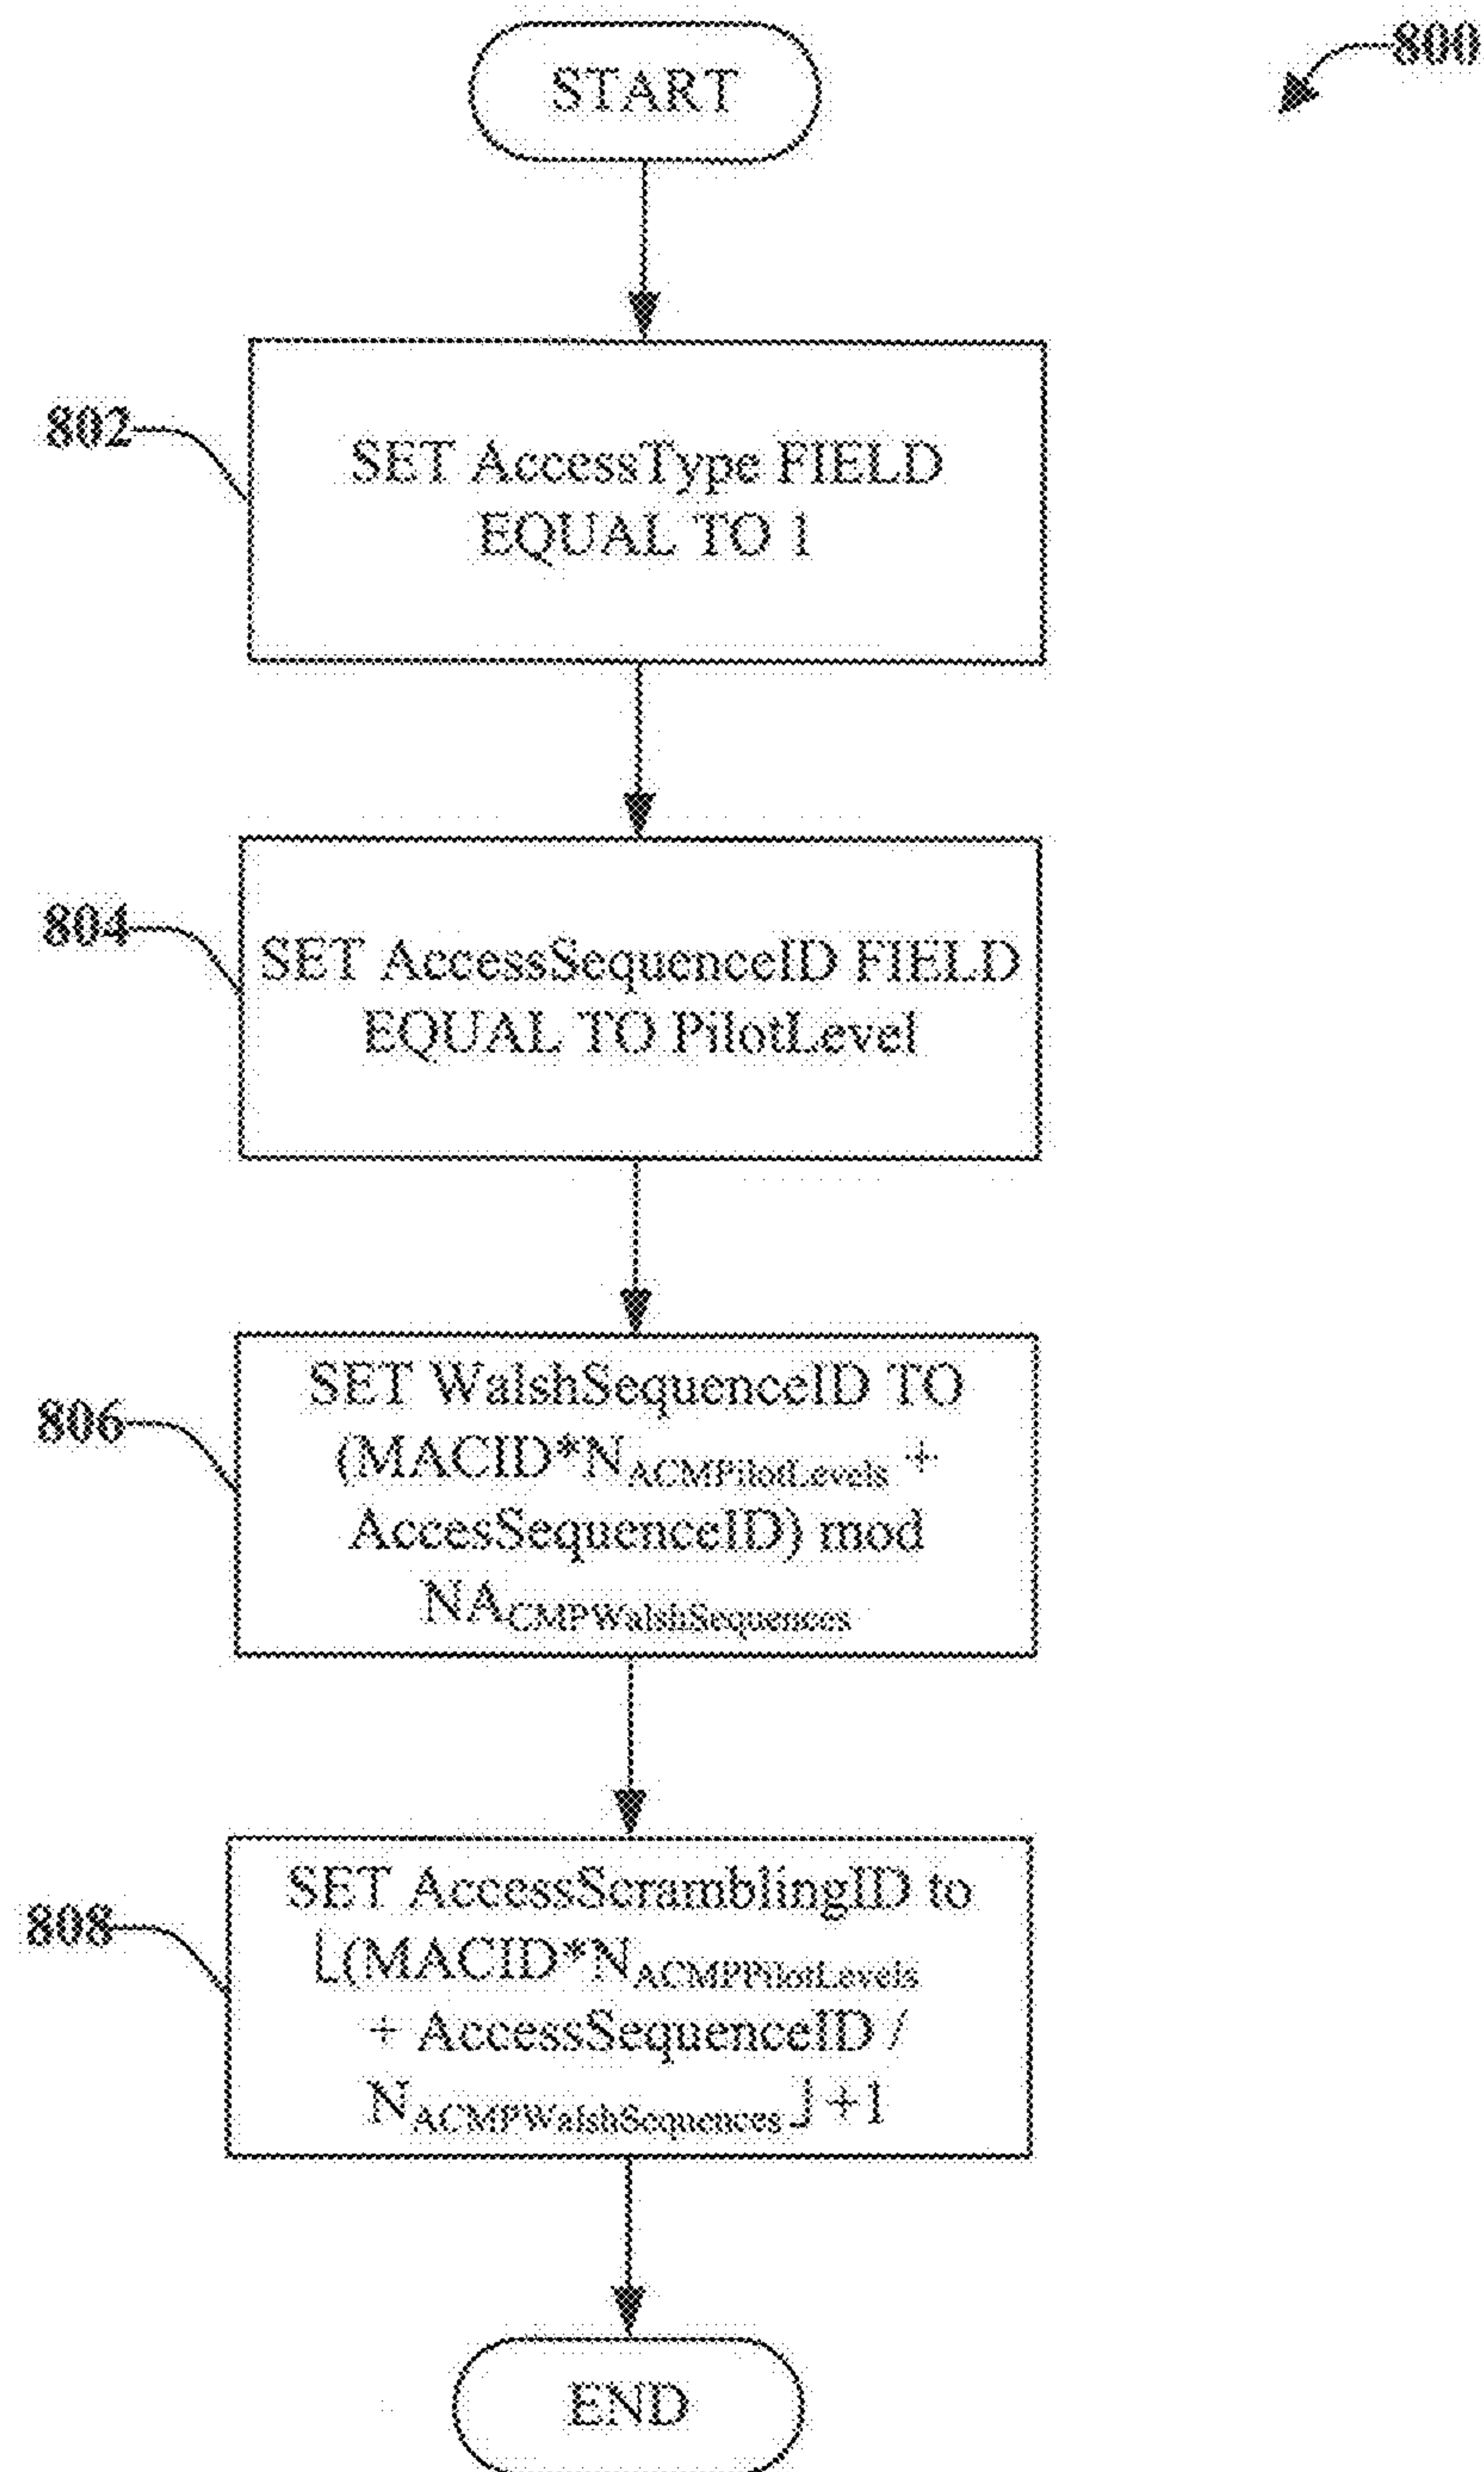 START
800
802
SET AccessType FIELD
EQUAL TO 1
804
SET AccessSequenceID FIELD
EQUAL TO PilotLevel
806
SET WalshSequenceID TO
(MACID*NACMPilotLevels +
AccesSequenceID) mod
NACMPWalshSequences
808
SET AccessScramblingID to
⌊(MACID*NACMPPilotLevels
+ AccessSequenceID /
NACMPWalshSequences⌋+1
END